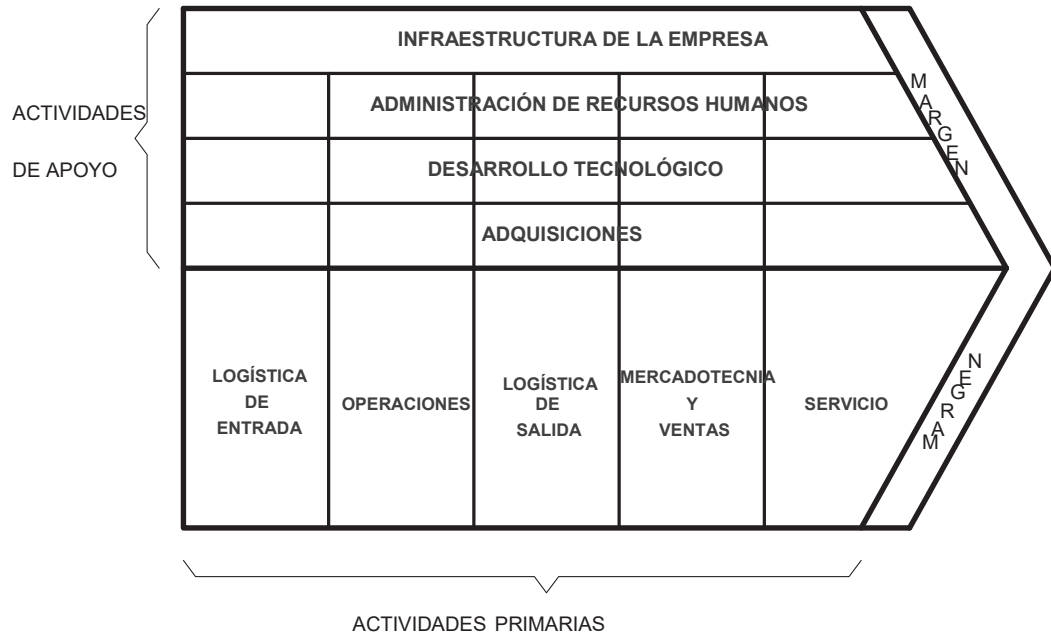 INFRAESTRUCTURA DE LA EMPRESA
ADMINISTRACIÓN DE RECURSOS HUMANOS
DESARROLLO TECNOLÓGICO
ADQUISICIONES
ACTIVIDADES
DE APOYO
MARGEN
LOGÍSTICA
DE
ENTRADA
OPERACIONES
LOGÍSTICA
DE
SALIDA
MERCADOTECNIA
Y
VENTAS
SERVICIO
MARGEN
ACTIVIDADES PRIMARIAS